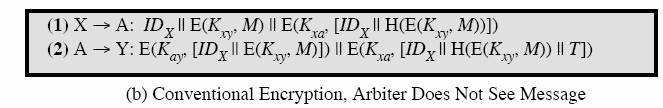 (1) X → A: ID_X || E(K_xy, M) || E(K_xa, [ID_X || H(E(K_xy, M))])
(2) A → Y: E(K_ay, [ID_X || E(K_xy, M)]) || E(K_xa, [ID_X || H(E(K_xy, M)) || T])
(b) Conventional Encryption, Arbiter Does Not See Message